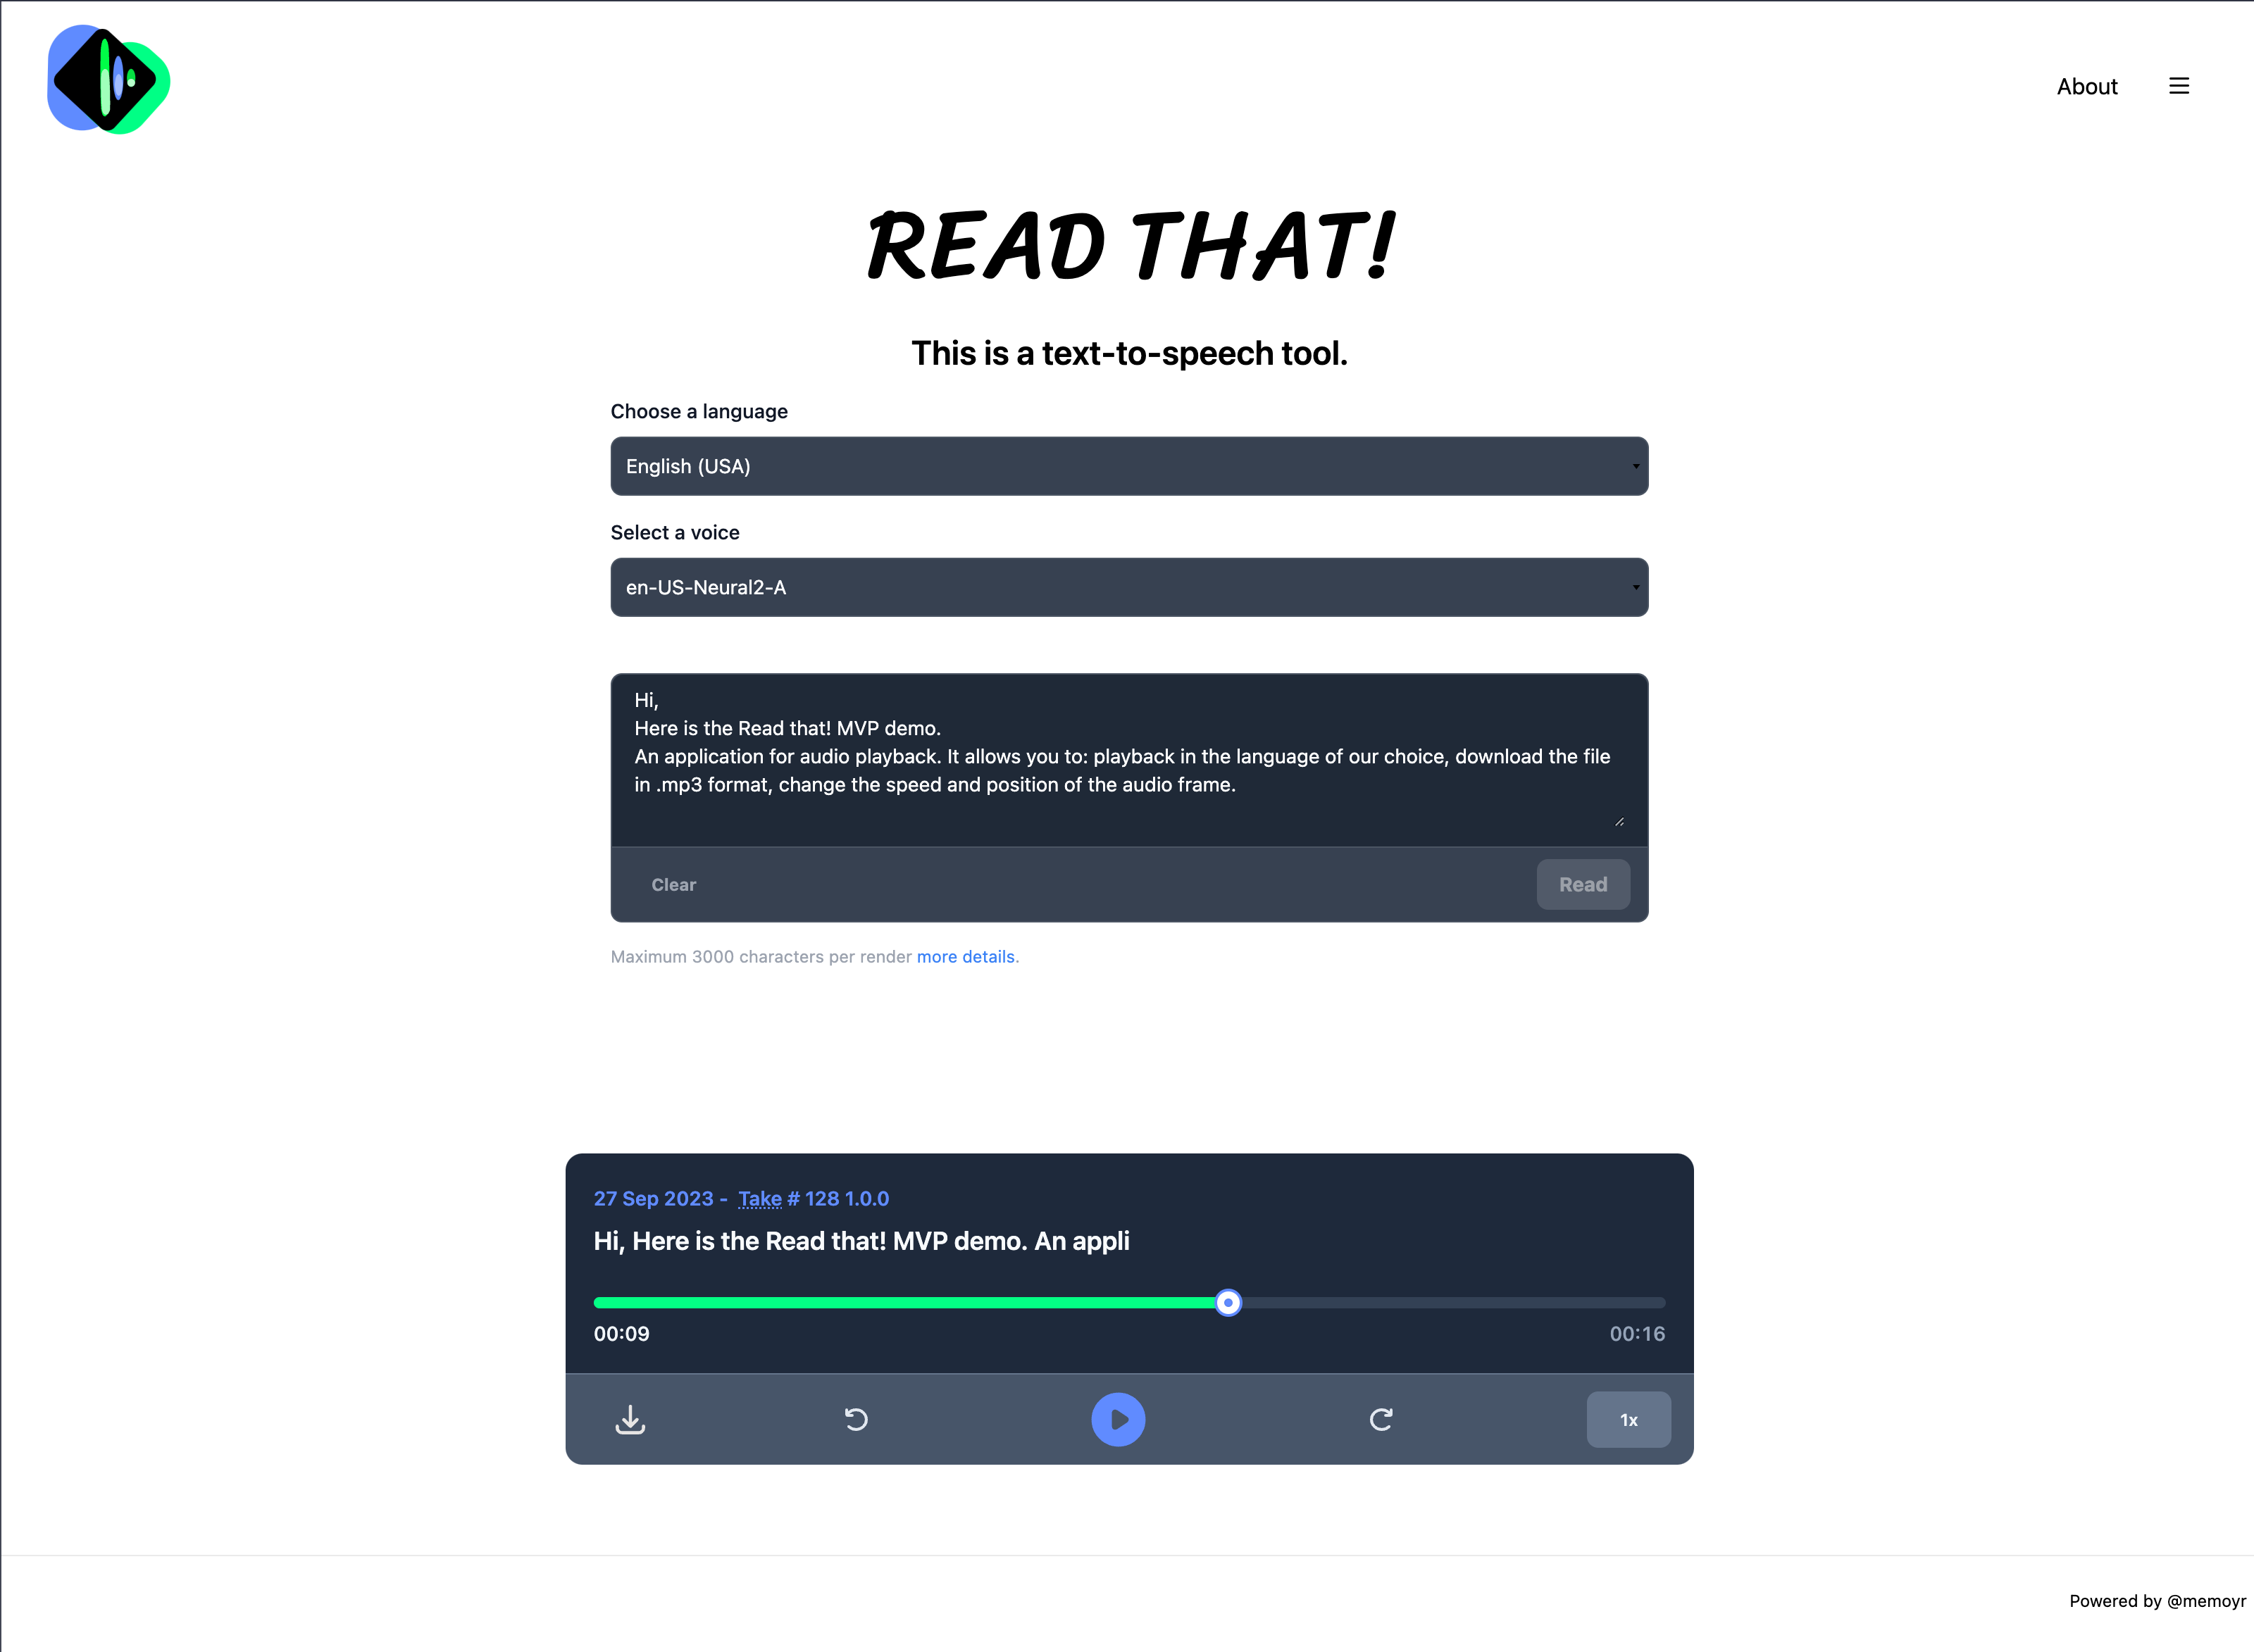 About
READ THAT!
This is a text-to-speech tool.
Choose a language
English (USA)
Select a voice
en-US-Neural2-A
Hi,
Here is the Read that! MVP demo.
An application for audio playback. It allows you to: playback in the language of our choice, download the file
in .mp3 format, change the speed and position of the audio frame.
Clear
Read
Maximum 3000 characters per render more details.
27 Sep 2023 - Take # 128 1.0.0
Hi, Here is the Read that! MVP demo. An appli
00:09
00:16
1x
Powered by @memoyr